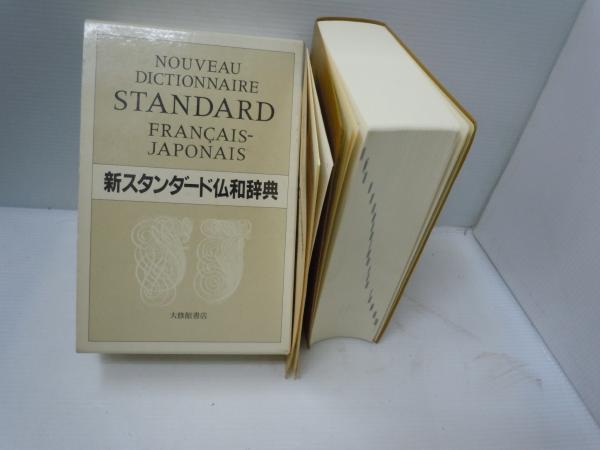 NOUVEAU
DICTIONNAIRE
STANDARD
FRANÇAIS-
JAPONAIS
新スタンダード仏和辞典
大修館書店